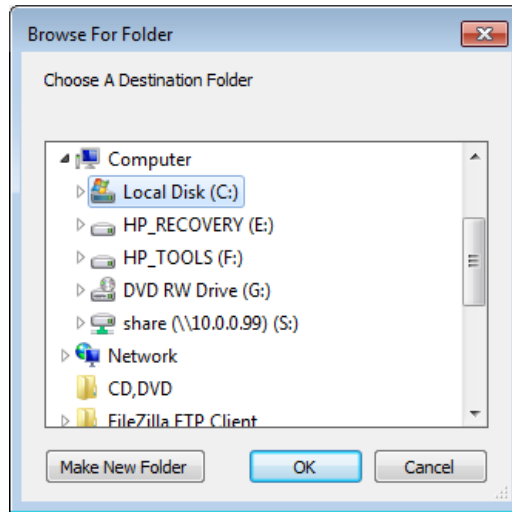 Browse For Folder
Choose A Destination Folder
Computer
Local Disk (C:)
HP_RECOVERY (E:)
HP_TOOLS (F:)
DVD RW Drive (G:)
share (\\10.0.0.99) (S:)
Network
CD,DVD
FileZilla FTP Client
Make New Folder
OK
Cancel